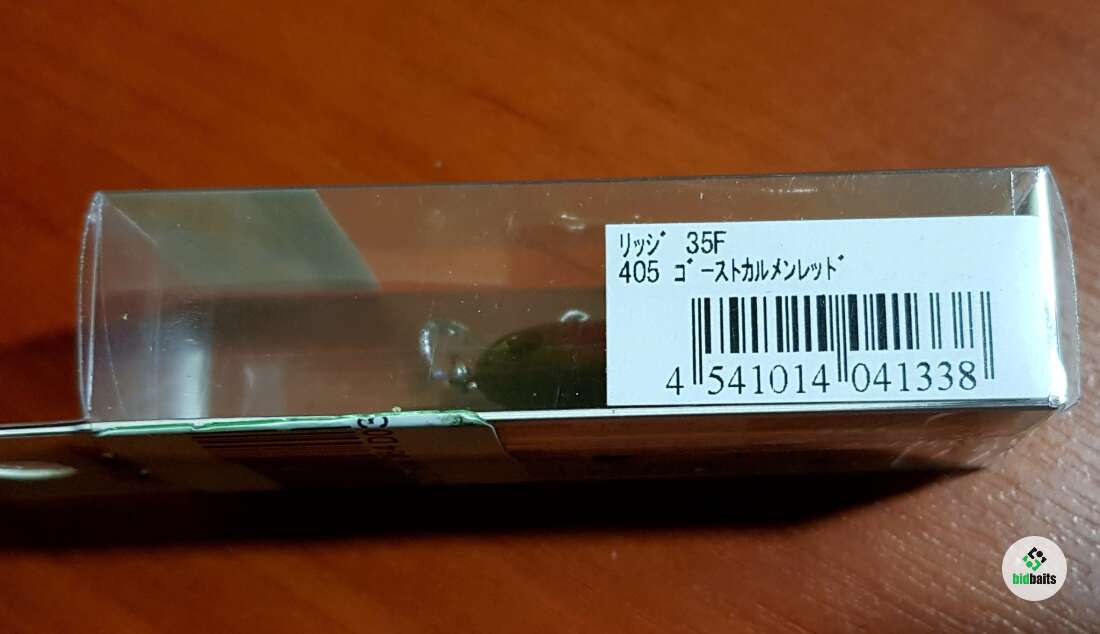 ﾘｯｼﾞ 35F
405 ｺﾞｰｽﾄｶﾙﾒﾝﾚｯﾄﾞ
4 541014 041338
bidbaits